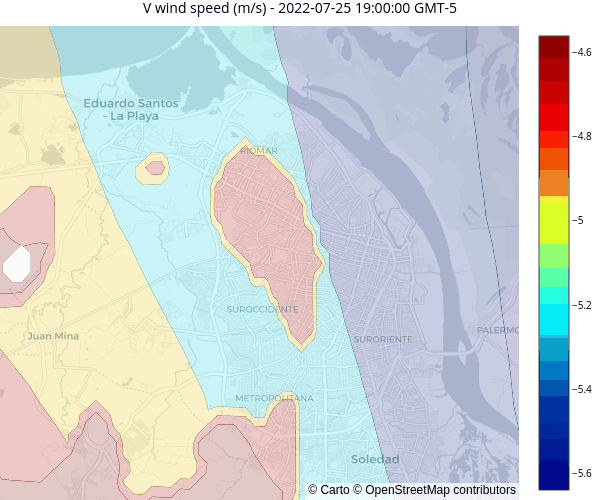 V wind speed (m/s) - 2022-07-25 19:00:00 GMT-5
−4.6
Eduardo Santos
- La Playa
−4.8
RIOMAR
−5
−5.2
SUROCCIDENTE
PALERMO
Juan Mina
SURORIENTE
−5.4
METROPOLITANA
Soledad
−5.6
© Carto © OpenStreetMap contributors